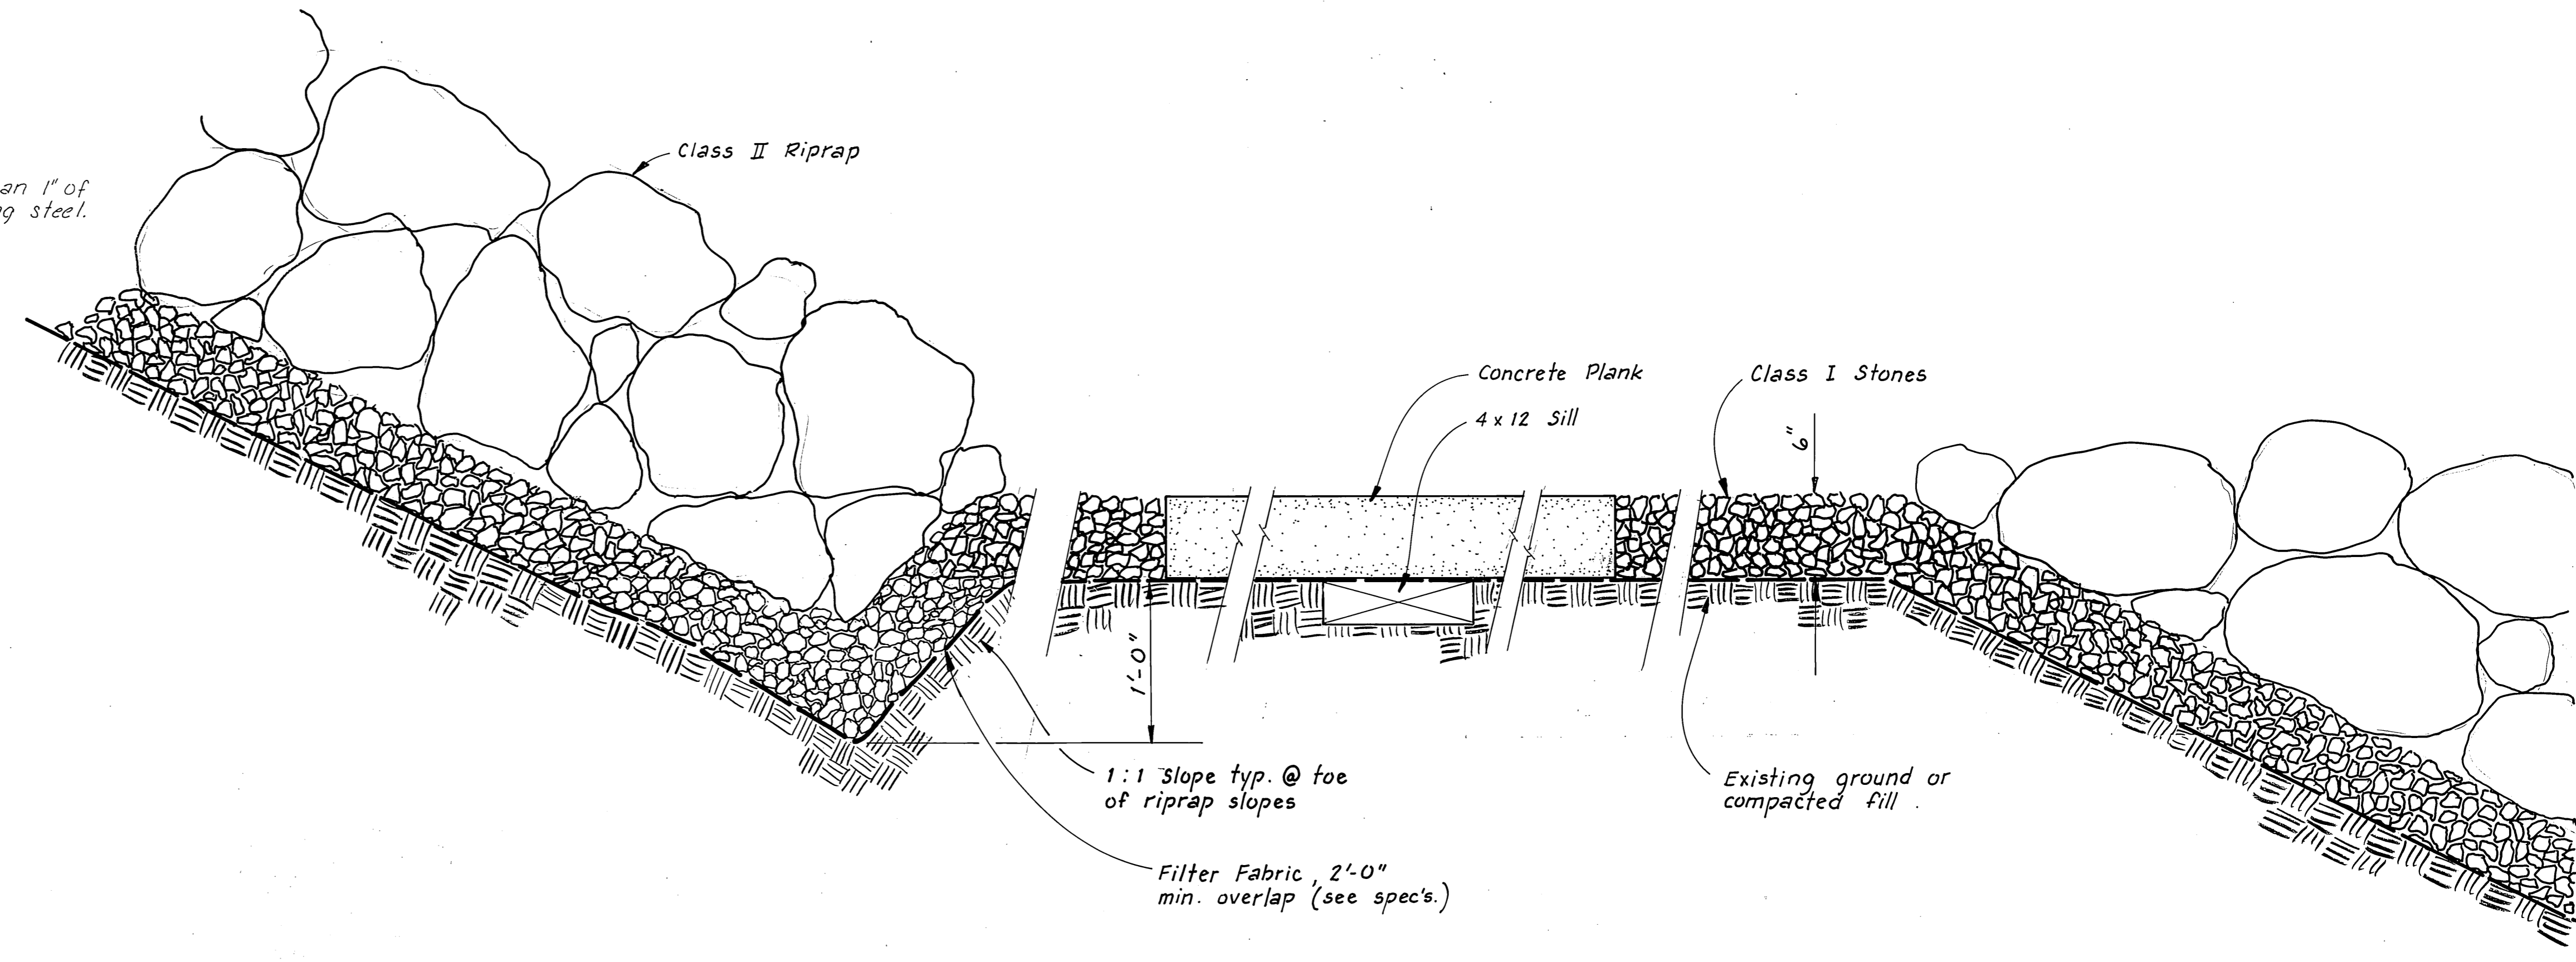 Class II Riprap
an 1" of
g steel.
Concrete Plank
Class I Stones
4 x 12 Sill
6"
1'-0"
1:1 Slope typ. @ toe
of riprap slopes
Existing ground or
compacted fill.
Filter Fabric, 2'-0"
min. overlap (see spec's.)